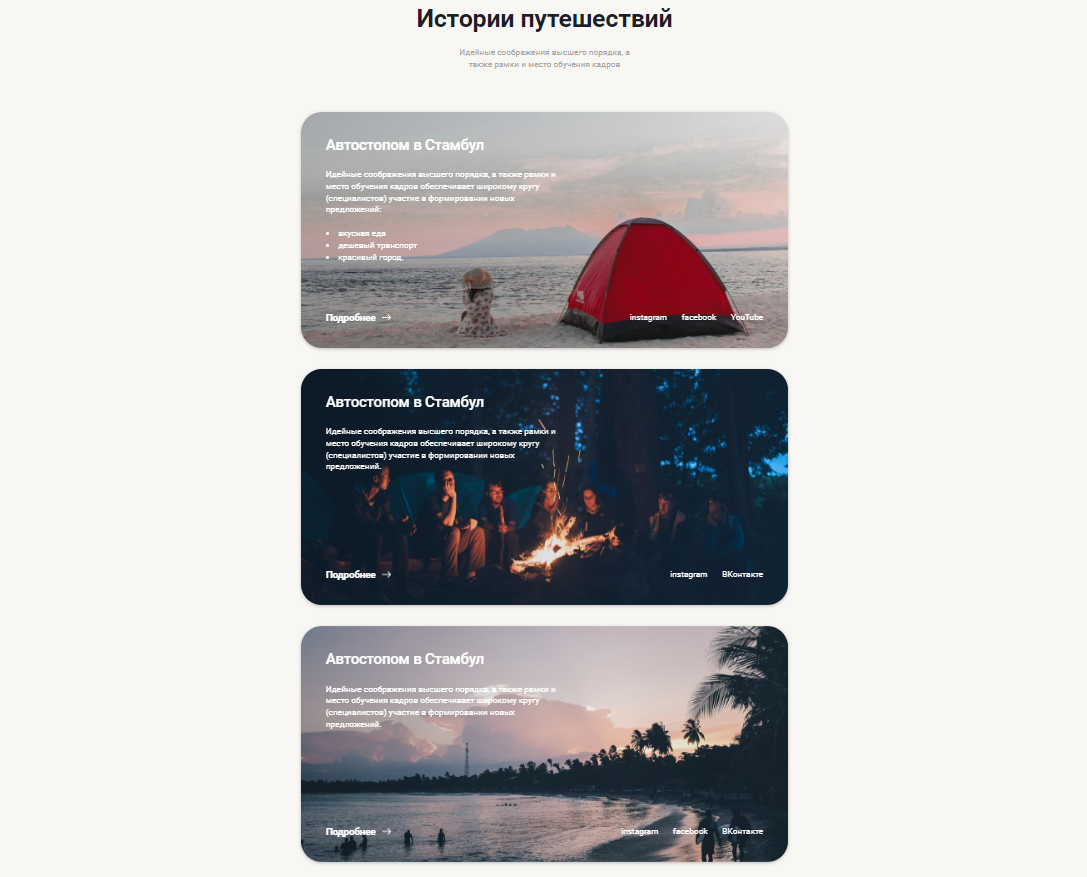 Истории путешествий
Идейные соображения высшего порядка, а
также рамки и место обучения кадров
Автостопом в Стамбул
Идейные соображения высшего порядка, а также рамки и
место обучения кадров обеспечивает широкому кругу
(специалистов) участие в формировании новых
предложений:
• вкусная еда
• дешевый транспорт
• красивый город.
Подробнее →
instagram facebook YouTube
Автостопом в Стамбул
Идейные соображения высшего порядка, а также рамки и
место обучения кадров обеспечивает широкому кругу
(специалистов) участие в формировании новых
предложений.
Подробнее →
instagram ВКонтакте
Автостопом в Стамбул
Идейные соображения высшего порядка, а также рамки и
место обучения кадров обеспечивает широкому кругу
(специалистов) участие в формировании новых
предложений.
Подробнее →
instagram facebook ВКонтакте